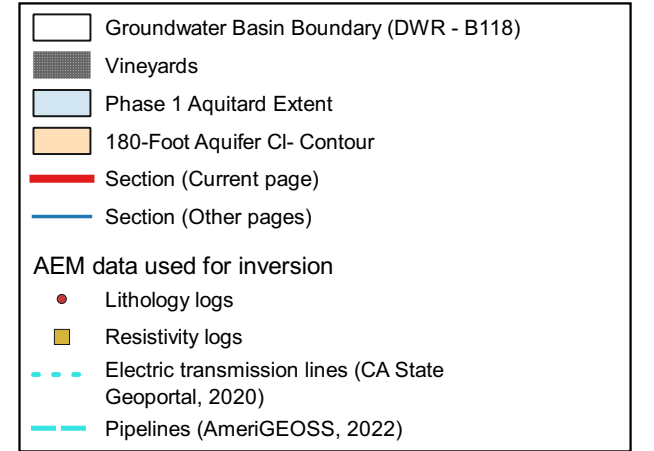 Groundwater Basin Boundary (DWR - B118)
Vineyards
Phase 1 Aquitard Extent
180-Foot Aquifer Cl- Contour
Section (Current page)
Section (Other pages)
AEM data used for inversion
Lithology logs
Resistivity logs
Electric transmission lines (CA State
Geoportal, 2020)
Pipelines (AmeriGEOSS, 2022)